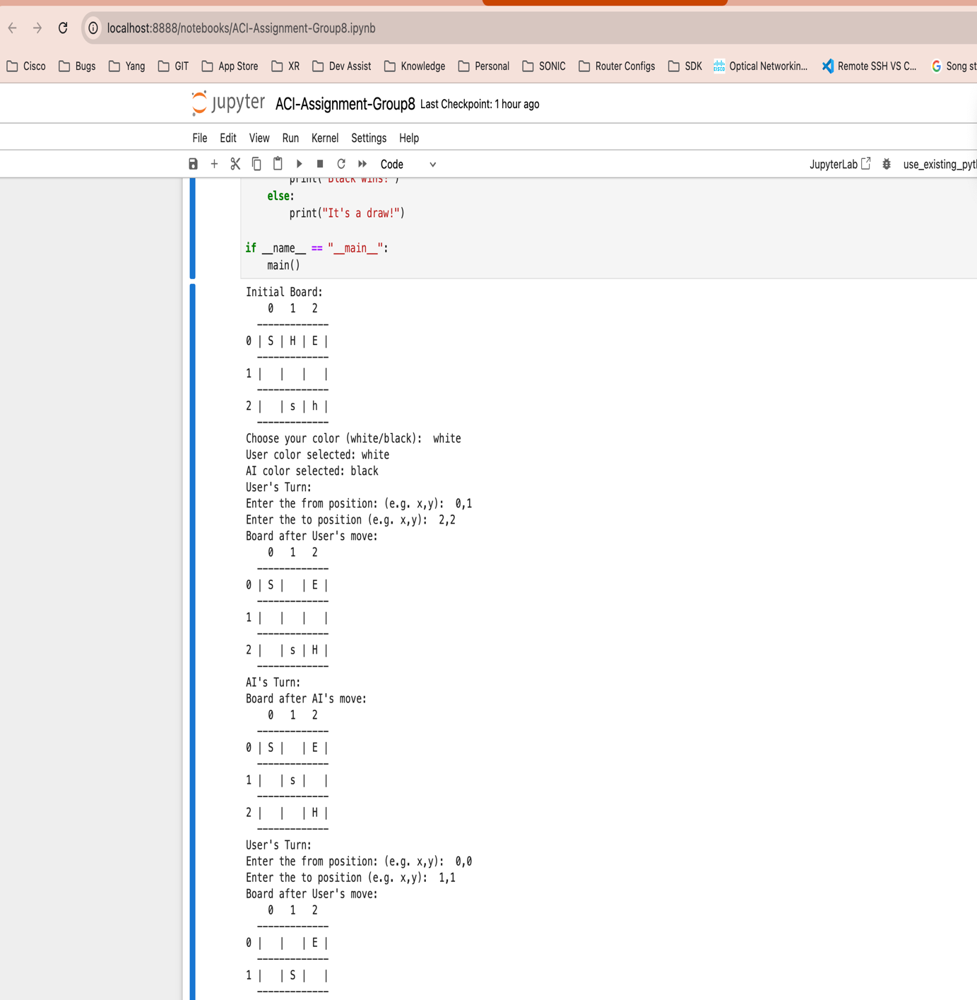 localhost:8888/notebooks/ACI-Assignment-Group8.ipynb
Cisco Bugs Yang GIT App Store XR Dev Assist Knowledge Personal SONIC Router Configs SDK Optical Networkin... Remote SSH VS C... Song st
jupyter ACI-Assignment-Group8 Last Checkpoint: 1 hour ago
File Edit View Run Kernel Settings Help
Code JupyterLab use_existing_pyt
print("Black wins!")
else:
print("It's a draw!")
if __name__ == "__main__":
main()
Initial Board:
0 1 2
-------------
0 | S | H | E |
-------------
1 |   |   |   |
-------------
2 |   | s | h |
-------------
Choose your color (white/black): white
User color selected: white
AI color selected: black
User's Turn:
Enter the from position: (e.g. x,y): 0,1
Enter the to position (e.g. x,y): 2,2
Board after User's move:
0 1 2
-------------
0 | S |   | E |
-------------
1 |   |   |   |
-------------
2 |   | s | H |
-------------
AI's Turn:
Board after AI's move:
0 1 2
-------------
0 | S |   | E |
-------------
1 |   | s |   |
-------------
2 |   |   | H |
-------------
User's Turn:
Enter the from position: (e.g. x,y): 0,0
Enter the to position (e.g. x,y): 1,1
Board after User's move:
0 1 2
-------------
0 |   |   | E |
-------------
1 |   | S |   |
-------------